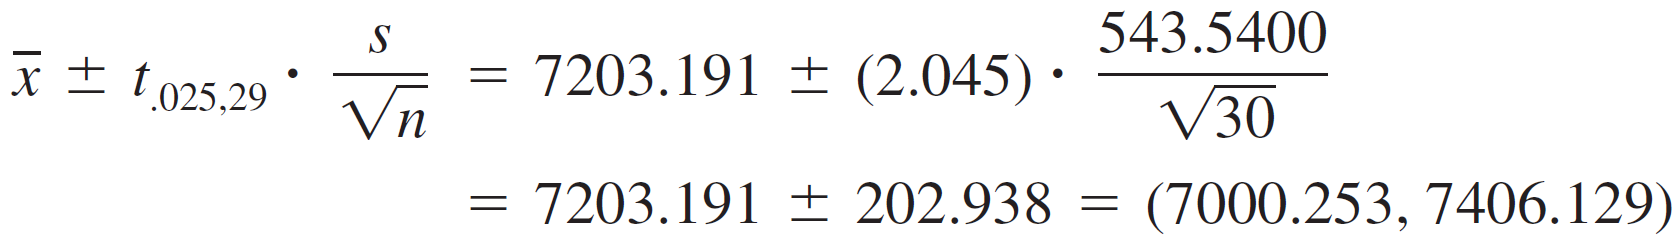 x̄ ± t.025,29 · s/√n = 7203.191 ± (2.045) · 543.5400/√30
= 7203.191 ± 202.938 = (7000.253, 7406.129)